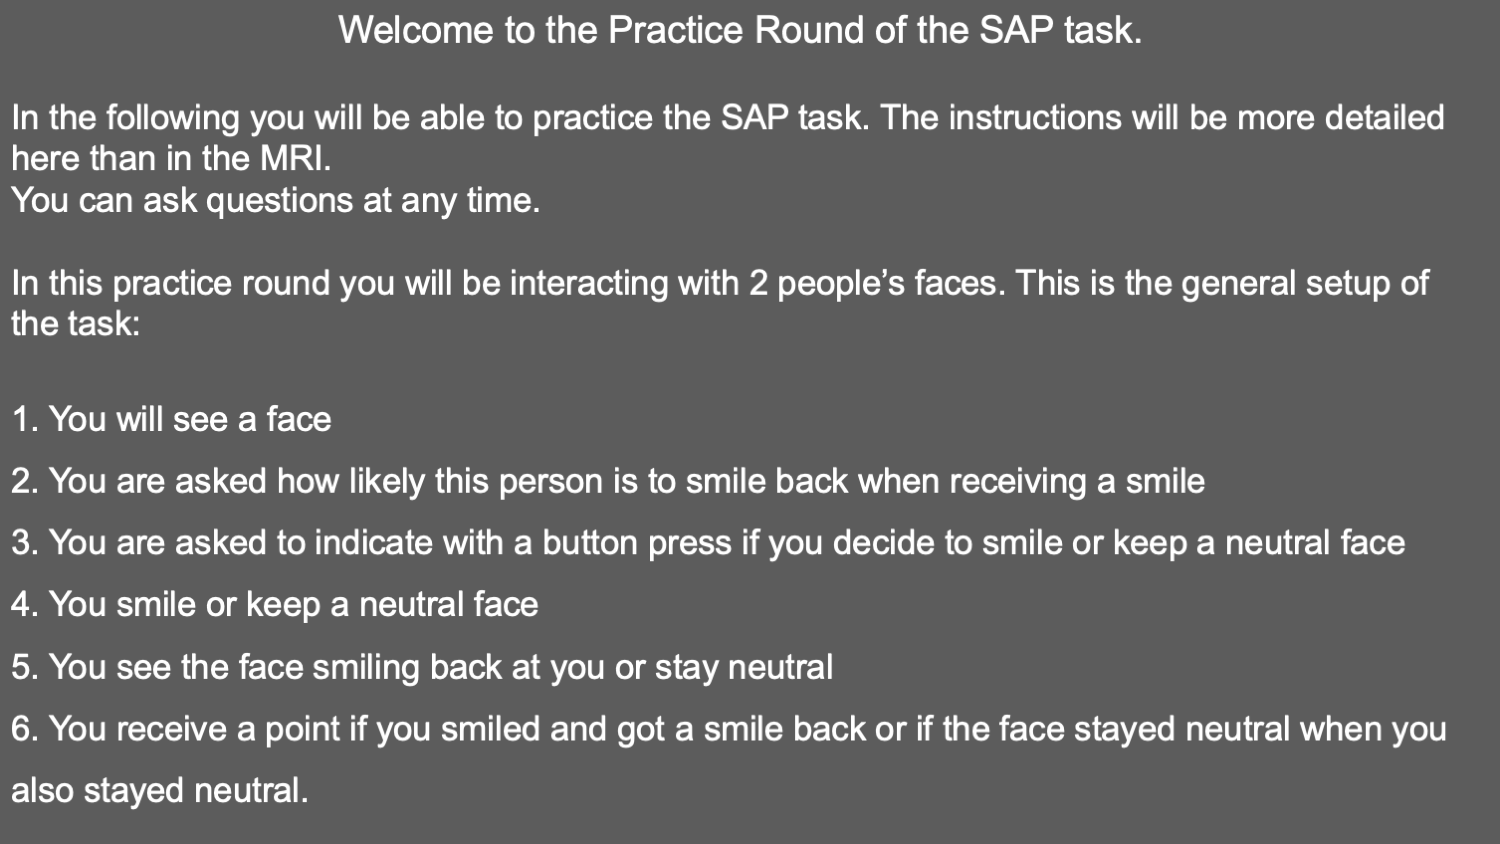 Welcome to the Practice Round of the SAP task.
In the following you will be able to practice the SAP task. The instructions will be more detailed
here than in the MRI.
You can ask questions at any time.
In this practice round you will be interacting with 2 people’s faces. This is the general setup of
the task:
1. You will see a face
2. You are asked how likely this person is to smile back when receiving a smile
3. You are asked to indicate with a button press if you decide to smile or keep a neutral face
4. You smile or keep a neutral face
5. You see the face smiling back at you or stay neutral
6. You receive a point if you smiled and got a smile back or if the face stayed neutral when you
also stayed neutral.